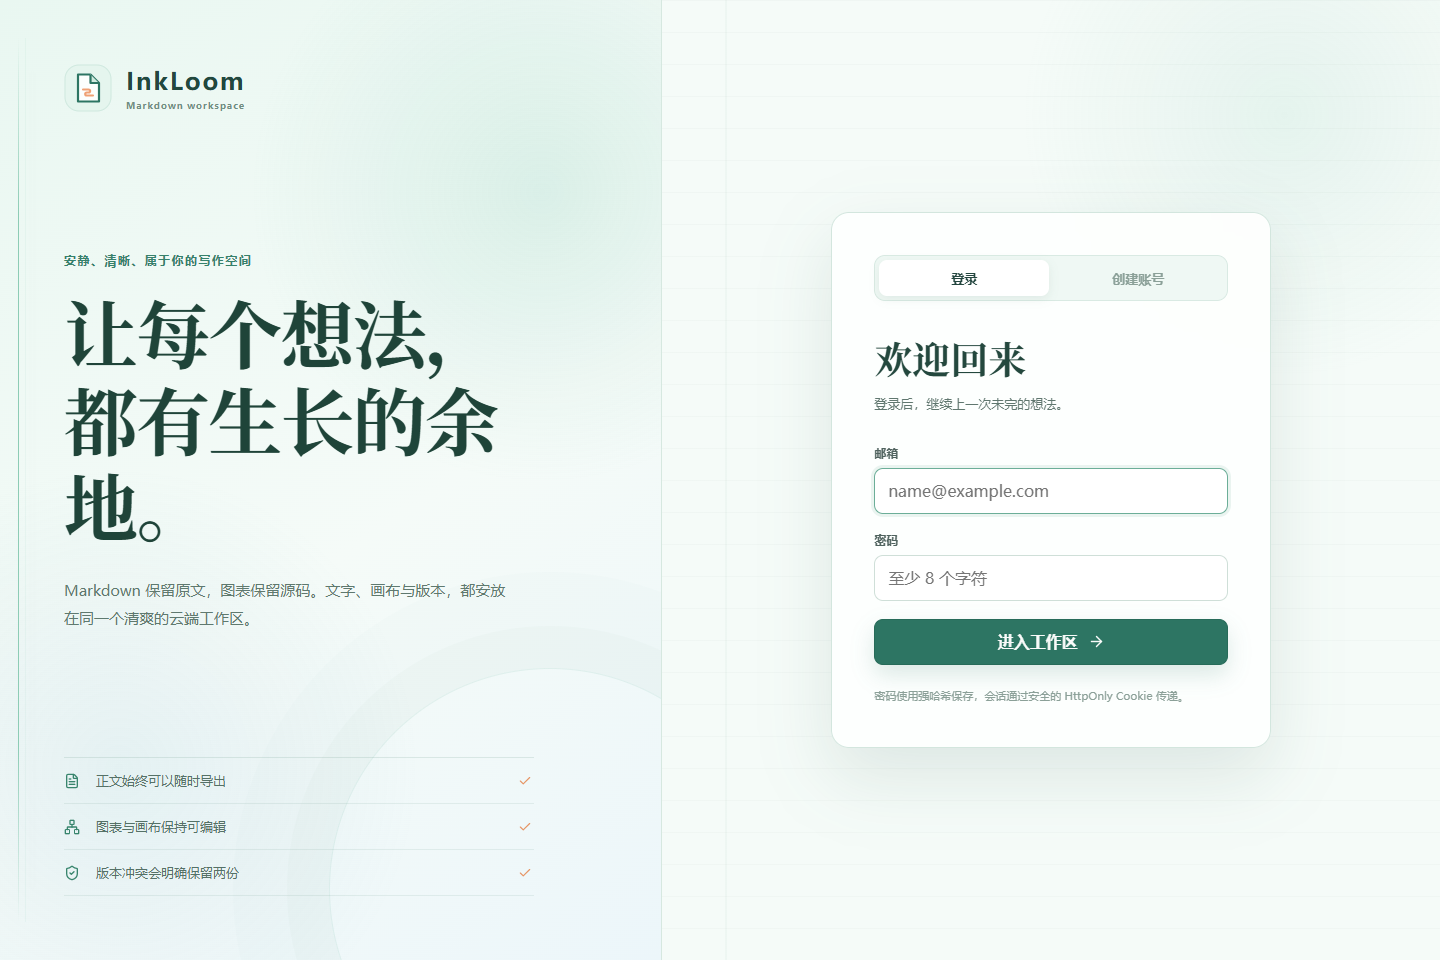 InkLoom
Markdown workspace
安静、清晰、属于你的写作空间
让每个想法，
都有生长的余
地。
Markdown 保留原文，图表保留源码。文字、画布与版本，都安放
在同一个清爽的云端工作区。
正文始终可以随时导出
图表与画布保持可编辑
版本冲突会明确保留两份
登录
创建账号
欢迎回来
登录后，继续上一次未完的想法。
邮箱
name@example.com
密码
至少 8 个字符
进入工作区 →
密码使用强哈希保存，会话通过安全的 HttpOnly Cookie 传递。